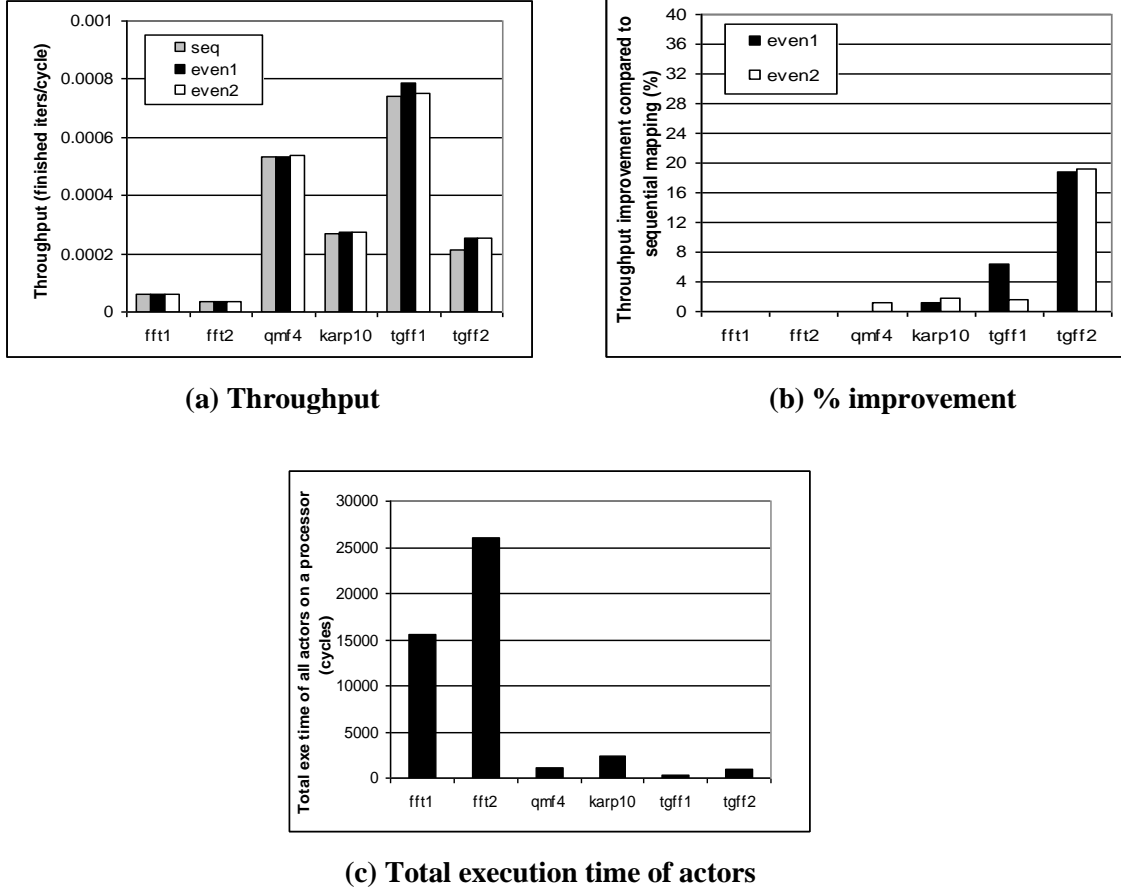 Throughput (finished iters/cycle)
0.001
0.0008
0.0006
0.0004
0.0002
0
seq
even1
even2
fft1 fft2 qmf4 karp10 tgff1 tgff2
(a) Throughput
Throughput improvement compared to
sequential mapping (%)
40
36
32
28
24
20
16
12
8
4
0
even1
even2
fft1 fft2 qmf4 karp10 tgff1 tgff2
(b) % improvement
Total exe time of all actors on a processor
(cycles)
30000
25000
20000
15000
10000
5000
0
fft1 fft2 qmf4 karp10 tgff1 tgff2
(c) Total execution time of actors